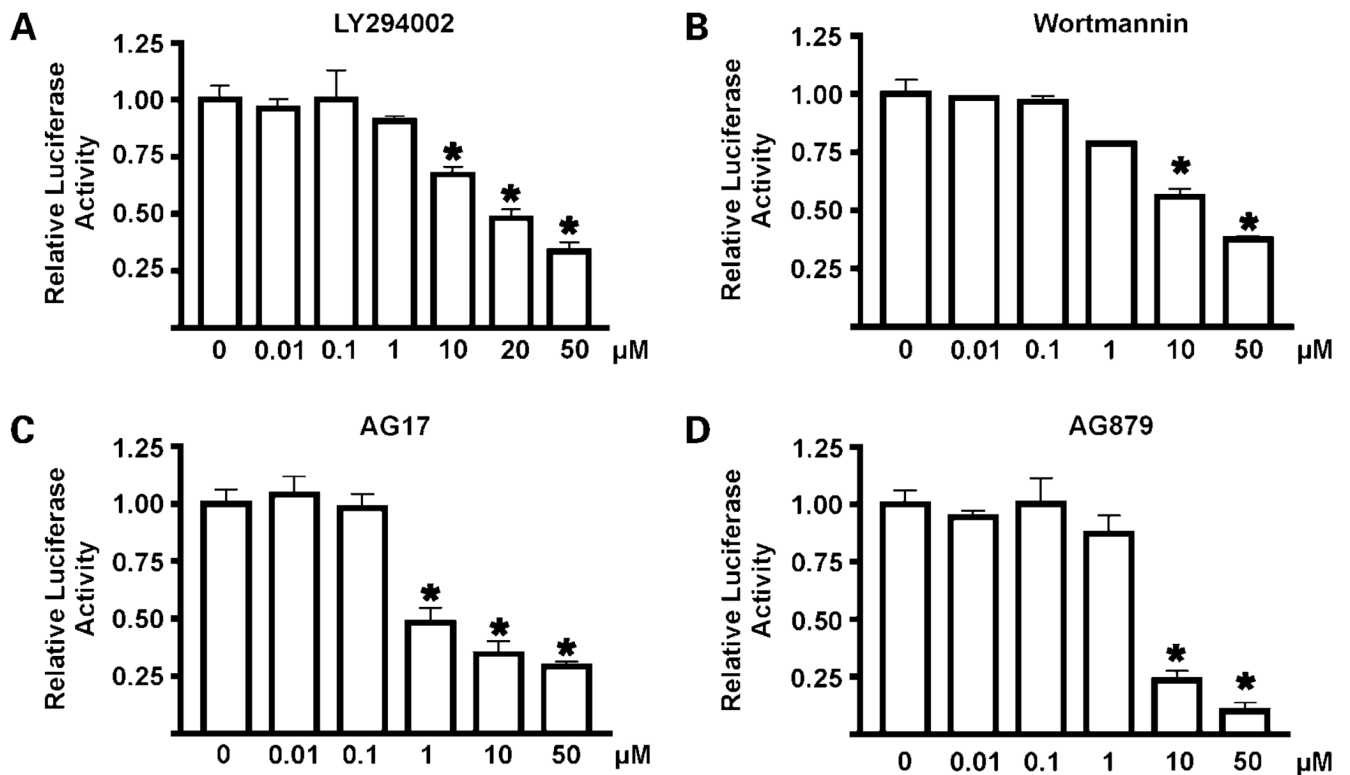 A
LY294002
Relative Luciferase
Activity
1.25
1.00
0.75
0.50
0.25
*
*
*
0 0.01 0.1 1 10 20 50 µM
B
Wortmannin
Relative Luciferase
Activity
1.25
1.00
0.75
0.50
0.25
*
*
0 0.01 0.1 1 10 50 µM
C
AG17
Relative Luciferase
Activity
1.25
1.00
0.75
0.50
0.25
*
*
*
0 0.01 0.1 1 10 50 µM
D
AG879
Relative Luciferase
Activity
1.25
1.00
0.75
0.50
0.25
*
*
0 0.01 0.1 1 10 50 µM